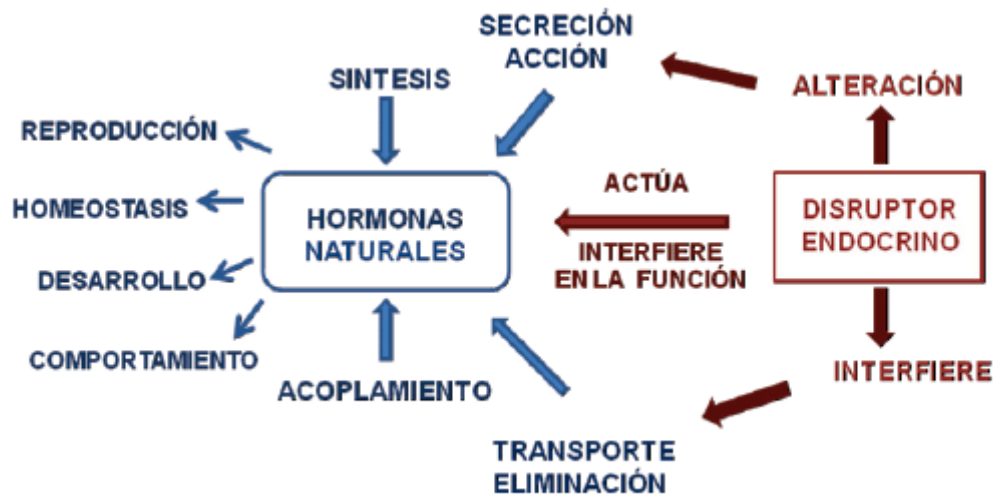 SECRECIÓN
ACCIÓN
SINTESIS
ALTERACIÓN
REPRODUCCIÓN
ACTÚA
HOMEOSTASIS
HORMONAS
NATURALES
DISRUPTOR
ENDOCRINO
INTERFIERE
EN LA FUNCIÓN
DESARROLLO
COMPORTAMIENTO
INTERFIERE
ACOPLAMIENTO
TRANSPORTE
ELIMINACIÓN